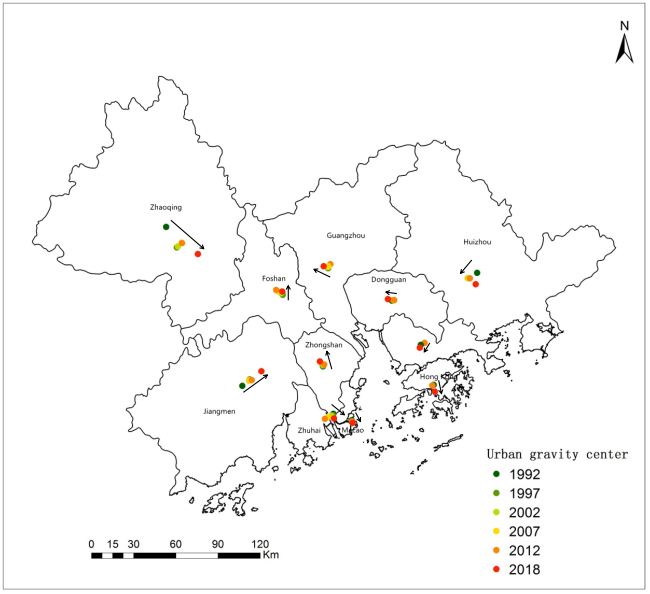 N
Zhaoqing
Guangzhou
Huizhou
Foshan
Dongguan
Zhongshan
Hong Kong
Jiangmen
Zhuhai
Macao
Urban gravity center
1992
1997
2002
2007
2012
2018
0 15 30 60 90 120
Km